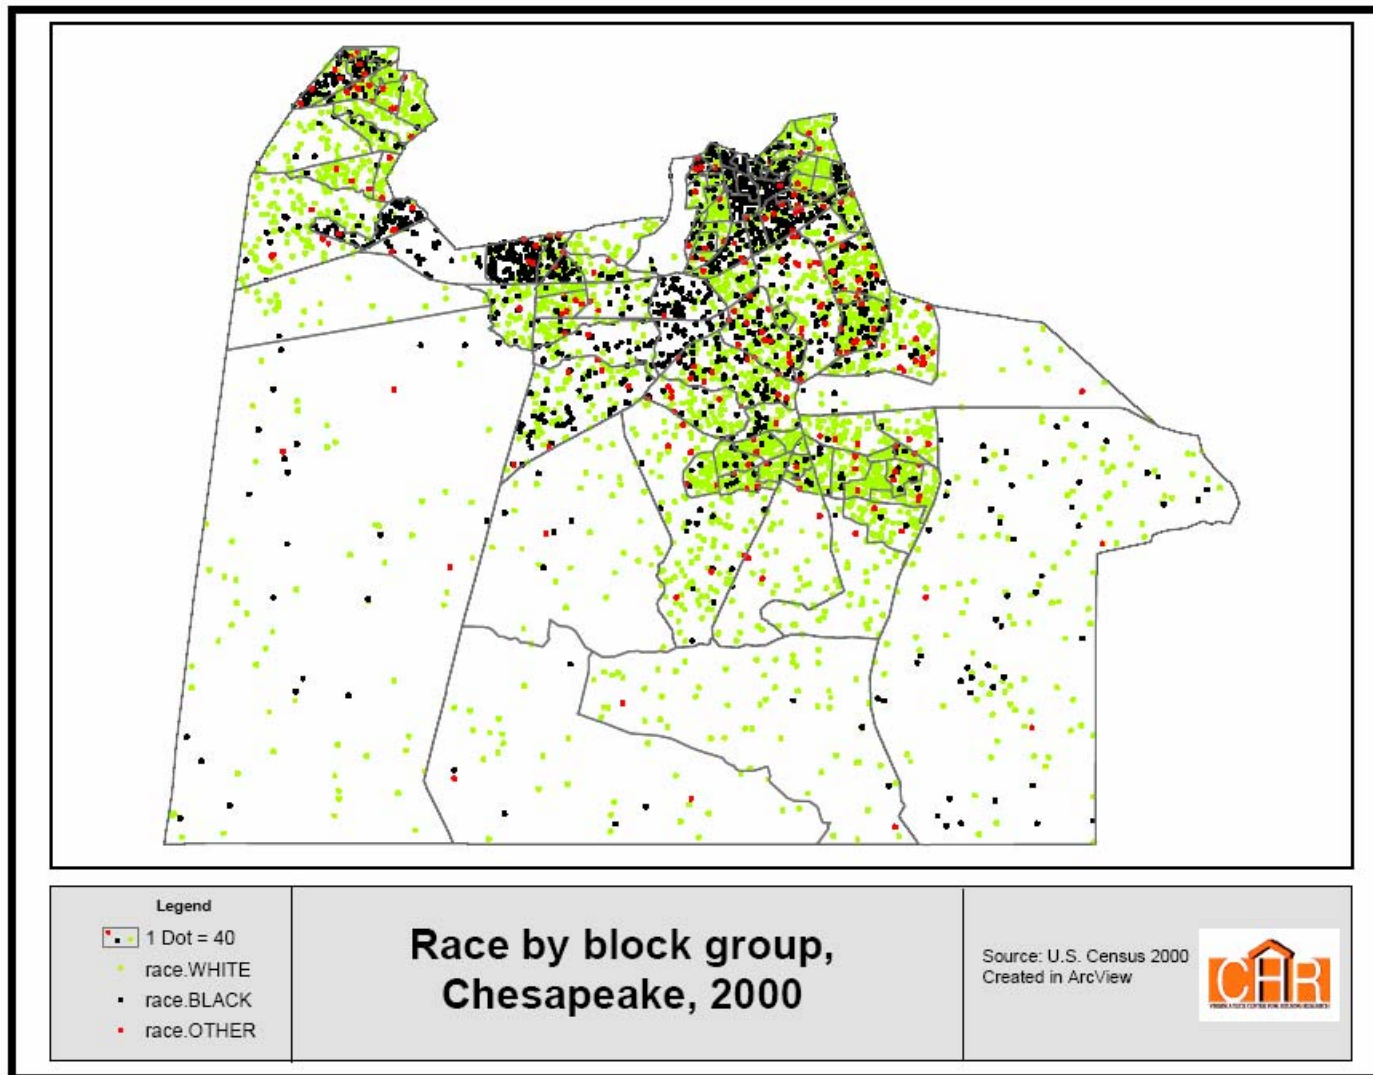 Legend
1 Dot = 40
race.WHITE
race.BLACK
race.OTHER
Race by block group,
Chesapeake, 2000
Source: U.S. Census 2000
Created in ArcView
CHR